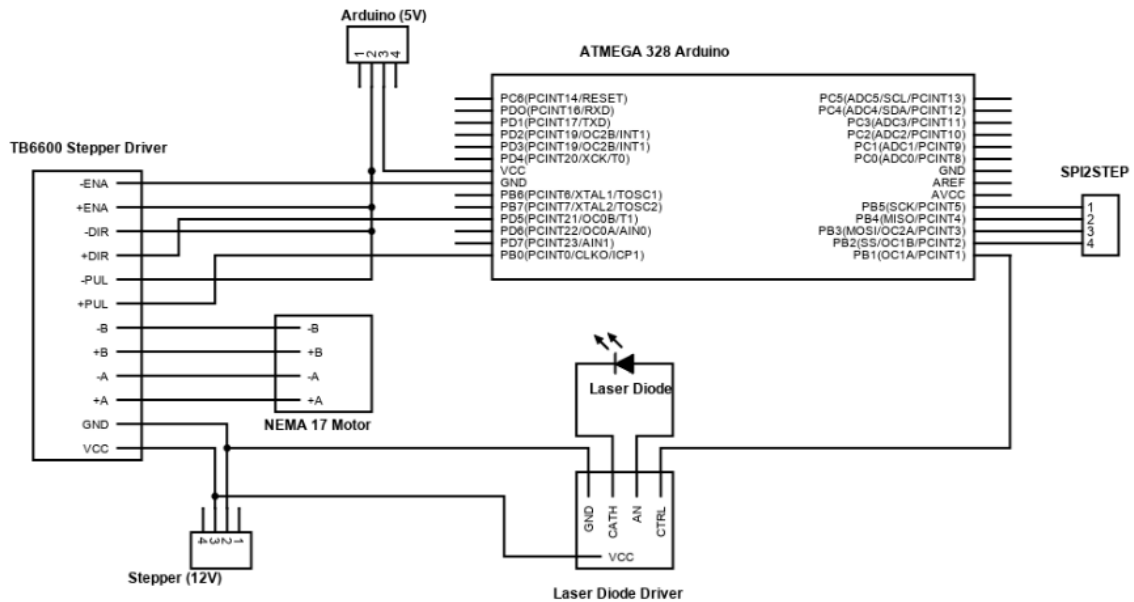 Arduino (5V)
1 2 3 4
ATMEGA 328 Arduino
PC6(PCINT14/RESET)
PD0(PCINT16/RXD)
PD1(PCINT17/TXD)
PD2(PCINT19/OC2B/INT1)
PD3(PCINT19/OC2B/INT1)
PD4(PCINT20/XCK/T0)
VCC
GND
PB6(PCINT6/XTAL1/TOSC1)
PB7(PCINT7/XTAL2/TOSC2)
PD5(PCINT21/OC0B/T1)
PD6(PCINT22/OC0A/AIN0)
PD7(PCINT23/AIN1)
PB0(PCINT0/CLKO/ICP1)
PC5(ADC5/SCL/PCINT13)
PC4(ADC4/SDA/PCINT12)
PC3(ADC3/PCINT11)
PC2(ADC2/PCINT10)
PC1(ADC1/PCINT9)
PC0(ADC0/PCINT8)
GND
AREF
AVCC
PB5(SCK/PCINT5)
PB4(MISO/PCINT4)
PB3(MOSI/OC2A/PCINT3)
PB2(SS/OC1B/PCINT2)
PB1(OC1A/PCINT1)
SPI2STEP
1
2
3
4
TB6600 Stepper Driver
-ENA
+ENA
-DIR
+DIR
-PUL
+PUL
-B
+B
-A
+A
GND
VCC
-B
+B
-A
+A
NEMA 17 Motor
Laser Diode
GND
CATH
AN
CTRL
VCC
Laser Diode Driver
4 3 2 1
Stepper (12V)